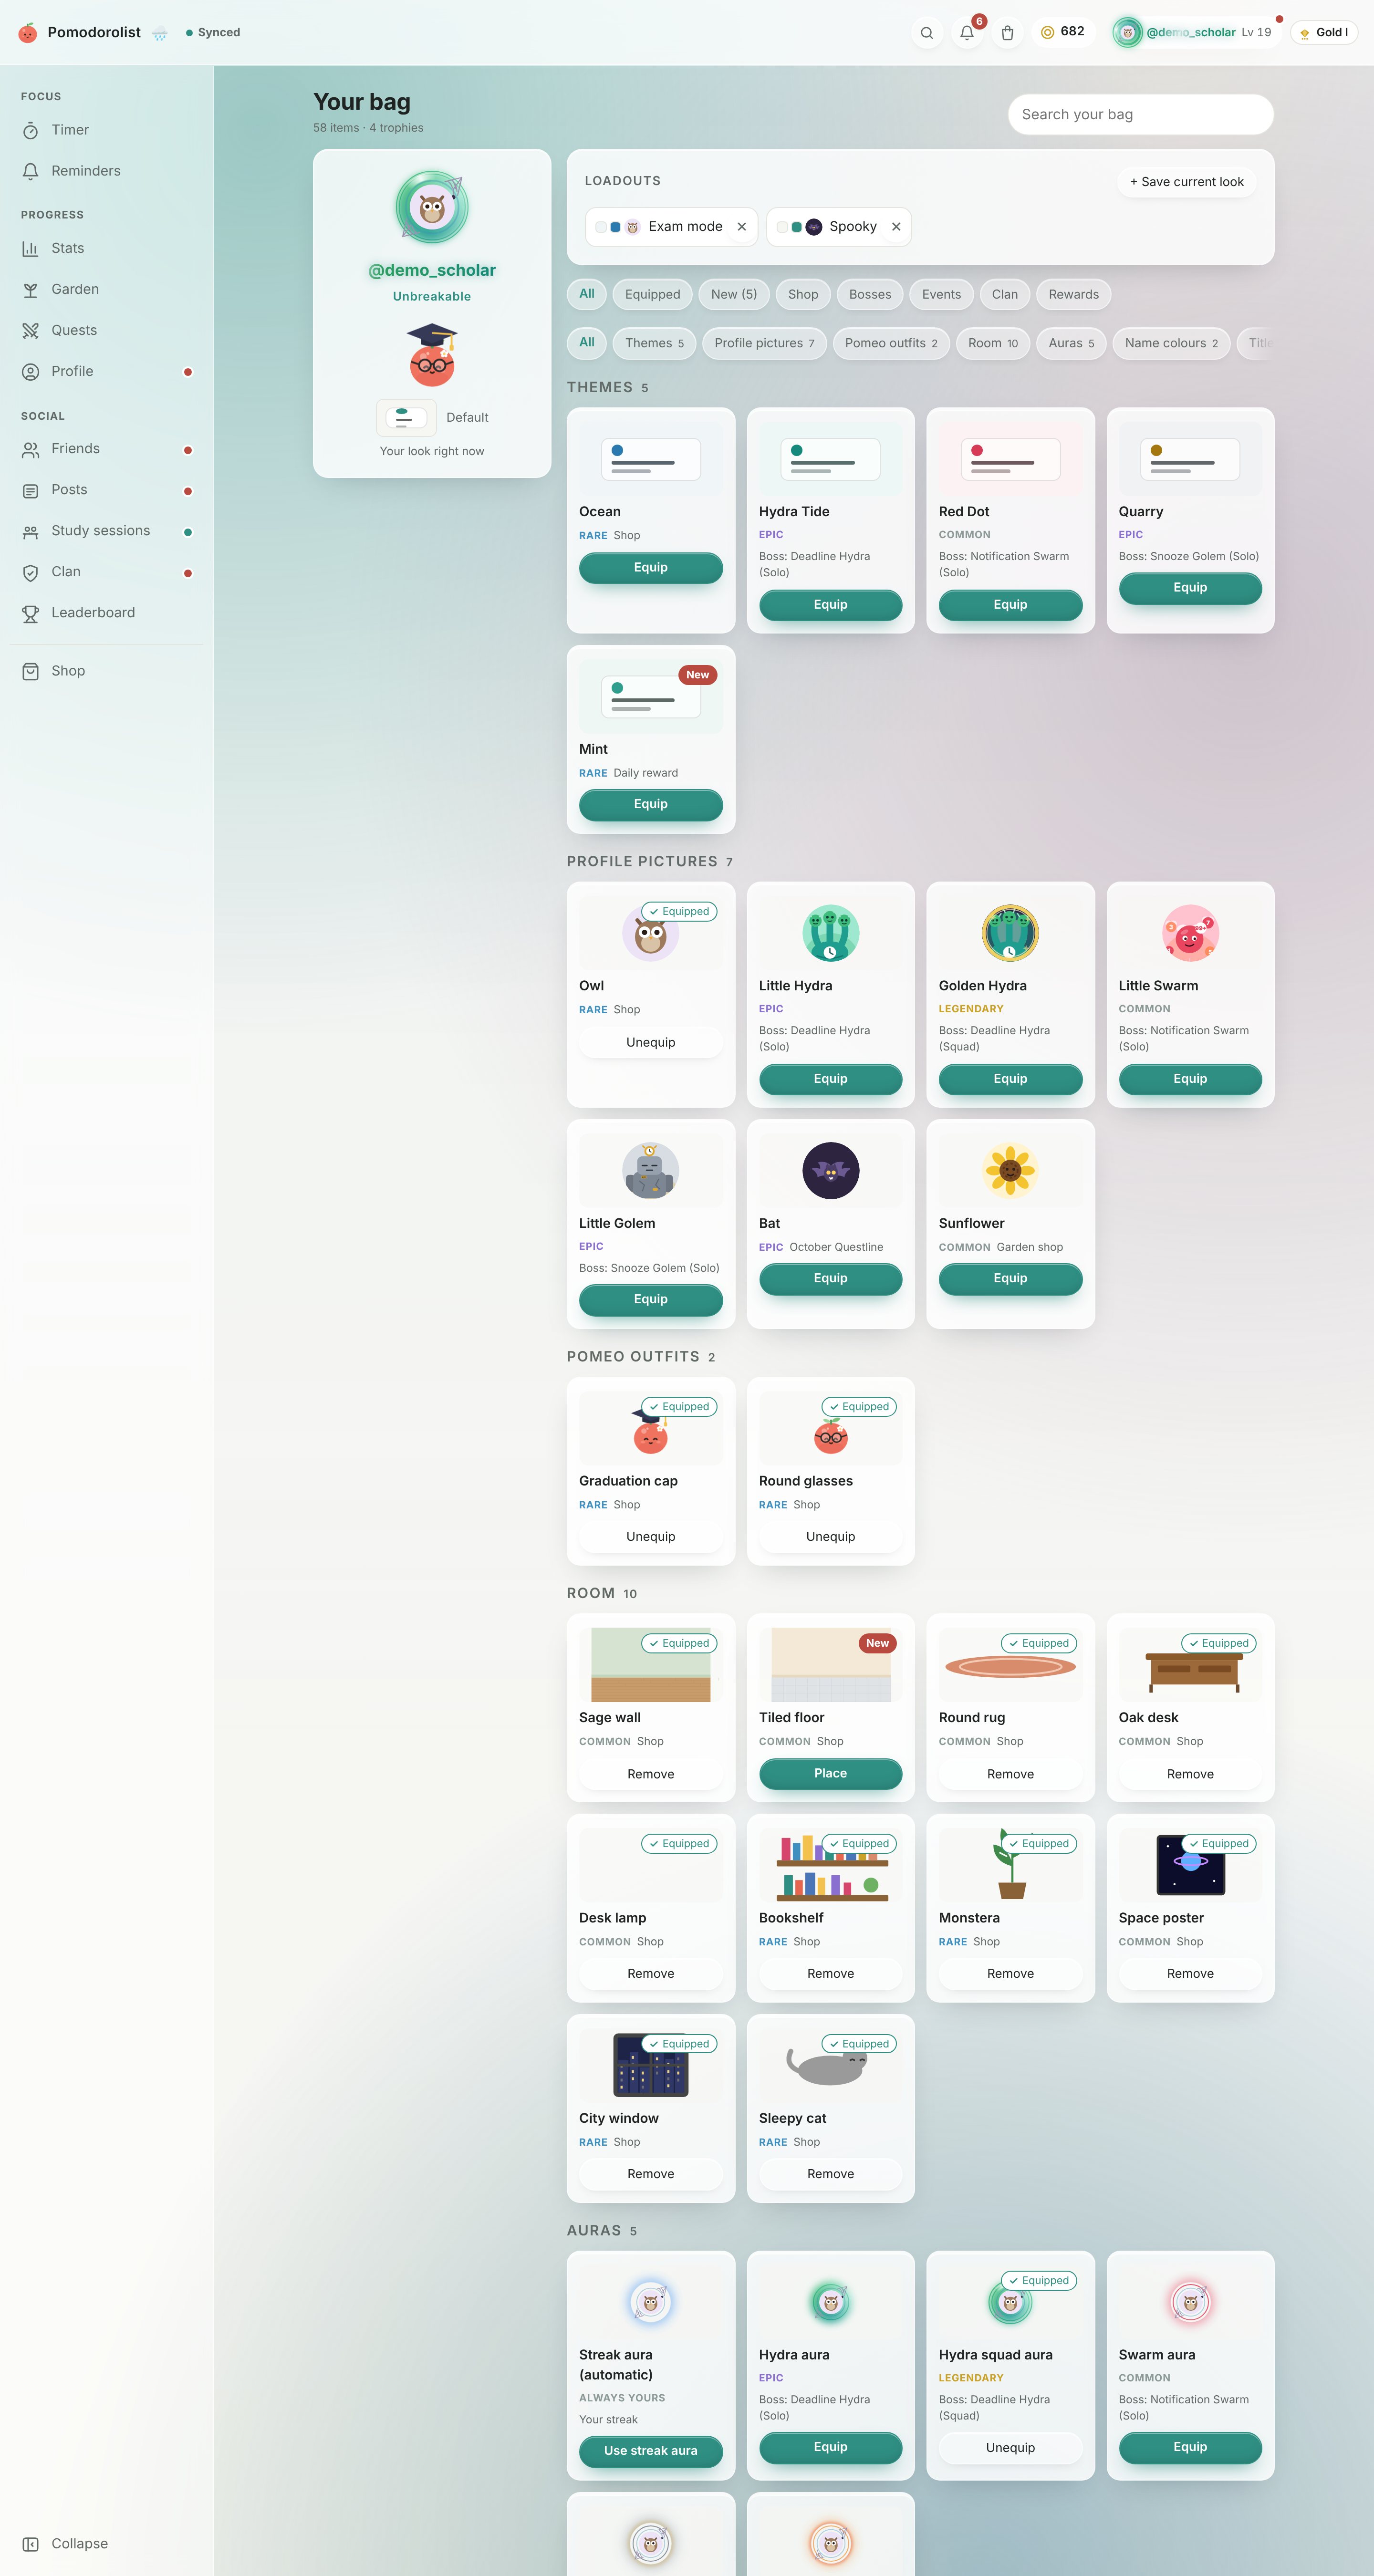 Pomodorolist
Synced
6
682
@demo_scholar Lv 19
Gold I
FOCUS
Timer
Reminders
PROGRESS
Stats
Garden
Quests
Profile
SOCIAL
Friends
Posts
Study sessions
Clan
Leaderboard
Shop
Collapse
Your bag
58 items · 4 trophies
Search your bag
@demo_scholar
Unbreakable
Default
Your look right now
LOADOUTS
+ Save current look
Exam mode ✕
Spooky ✕
All Equipped New (5) Shop Bosses Events Clan Rewards
All Themes 5 Profile pictures 7 Pomeo outfits 2 Room 10 Auras 5 Name colours 2
THEMES 5
Ocean
RARE Shop
Equip
Hydra Tide
EPIC
Boss: Deadline Hydra
(Solo)
Equip
Red Dot
COMMON
Boss: Notification Swarm
(Solo)
Equip
Quarry
EPIC
Boss: Snooze Golem (Solo)
Equip
New
Mint
RARE Daily reward
Equip
PROFILE PICTURES 7
Equipped
Owl
RARE Shop
Unequip
Little Hydra
EPIC
Boss: Deadline Hydra
(Solo)
Equip
Golden Hydra
LEGENDARY
Boss: Deadline Hydra
(Squad)
Equip
Little Swarm
COMMON
Boss: Notification Swarm
(Solo)
Equip
Little Golem
EPIC
Boss: Snooze Golem (Solo)
Equip
Bat
EPIC October Questline
Equip
Sunflower
COMMON Garden shop
Equip
POMEO OUTFITS 2
Equipped
Graduation cap
RARE Shop
Unequip
Equipped
Round glasses
RARE Shop
Unequip
ROOM 10
Equipped
Sage wall
COMMON Shop
Remove
New
Tiled floor
COMMON Shop
Place
Equipped
Round rug
COMMON Shop
Remove
Equipped
Oak desk
COMMON Shop
Remove
Equipped
Desk lamp
COMMON Shop
Remove
Equipped
Bookshelf
RARE Shop
Remove
Equipped
Monstera
RARE Shop
Remove
Equipped
Space poster
COMMON Shop
Remove
Equipped
City window
RARE Shop
Remove
Equipped
Sleepy cat
RARE Shop
Remove
AURAS 5
Streak aura
(automatic)
ALWAYS YOURS
Your streak
Use streak aura
Hydra aura
EPIC
Boss: Deadline Hydra
(Solo)
Equip
Equipped
Hydra squad aura
LEGENDARY
Boss: Deadline Hydra
(Squad)
Unequip
Swarm aura
COMMON
Boss: Notification Swarm
(Solo)
Equip